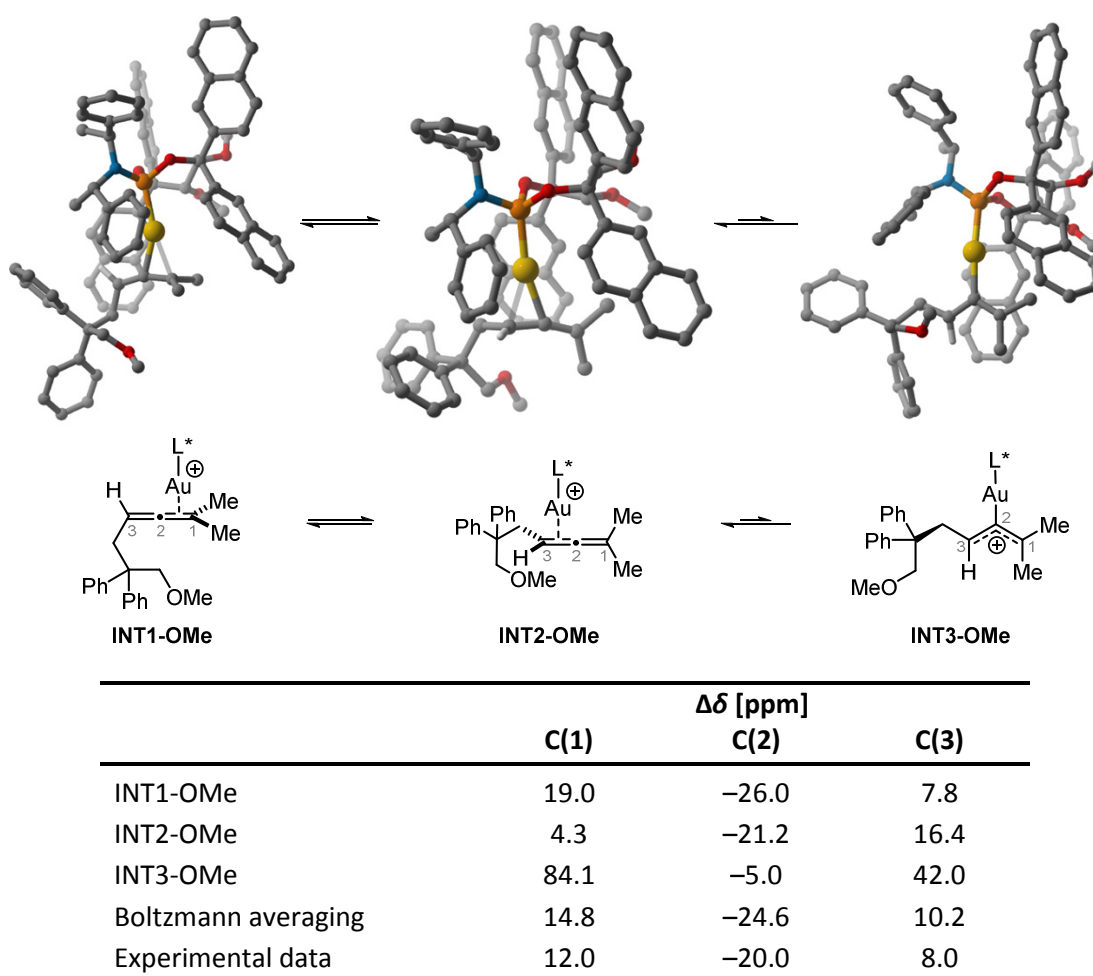 L*
Au
⊕
H
Me
Me
3 2 1
Ph
Ph
OMe
INT1-OMe
L*
Au
⊕
Ph
Ph
H
3 2 1
Me
Me
OMe
INT2-OMe
L*
Au
2
Me
Ph
Ph
3 ⊕ 1
H
Me
MeO
INT3-OMe
Δδ [ppm]
C(1) C(2) C(3)
INT1-OMe 19.0 –26.0 7.8
INT2-OMe 4.3 –21.2 16.4
INT3-OMe 84.1 –5.0 42.0
Boltzmann averaging 14.8 –24.6 10.2
Experimental data 12.0 –20.0 8.0